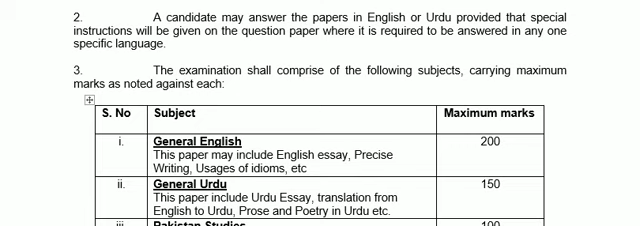 2. A candidate may answer the papers in English or Urdu provided that special
instructions will be given on the question paper where it is required to be answered in any one
specific language.
3. The examination shall comprise of the following subjects, carrying maximum
marks as noted against each:
S. No Subject Maximum marks
i. General English 200
This paper may include English essay, Precise
Writing, Usages of idioms, etc
ii. General Urdu 150
This paper include Urdu Essay, translation from
English to Urdu, Prose and Poetry in Urdu etc.
iii. Pakistan Studies 100